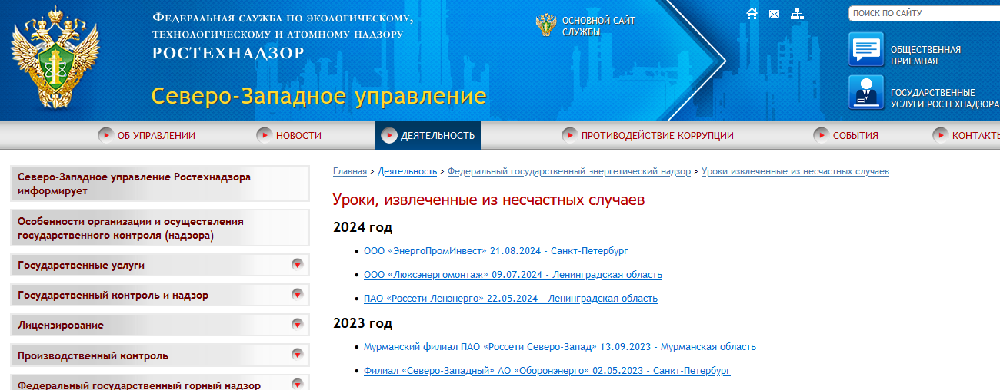 Федеральная служба по экологическому,
технологическому и атомному надзору
РОСТЕХНАДЗОР
Северо-Западное управление
ОСНОВНОЙ САЙТ
СЛУЖБЫ
ПОИСК ПО САЙТУ
ОБЩЕСТВЕННАЯ
ПРИЕМНАЯ
ГОСУДАРСТВЕННЫЕ
УСЛУГИ РОСТЕХНАДЗОРА
ОБ УПРАВЛЕНИИ
НОВОСТИ
ДЕЯТЕЛЬНОСТЬ
ПРОТИВОДЕЙСТВИЕ КОРРУПЦИИ
СОБЫТИЯ
КОНТАКТЫ
Северо-Западное управление Ростехнадзора
информирует
Особенности организации и осуществления
государственного контроля (надзора)
Государственные услуги
Государственный контроль и надзор
Лицензирование
Производственный контроль
Федеральный государственный горный надзор
Главная > Деятельность > Федеральный государственный энергетический надзор > Уроки извлеченные из несчастных случаев
Уроки, извлеченные из несчастных случаев
2024 год
• ООО «ЭнергоПромИнвест» 21.08.2024 - Санкт-Петербург
• ООО «Люксэнергомонтаж» 09.07.2024 - Ленинградская область
• ПАО «Россети Ленэнерго» 22.05.2024 - Ленинградская область
2023 год
• Мурманский филиал ПАО «Россети Северо-Запад» 13.09.2023 - Мурманская область
• Филиал «Северо-Западный» АО «Оборонэнерго» 02.05.2023 - Санкт-Петербург